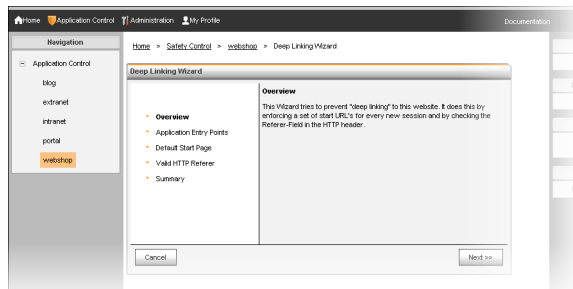 Home Application Control Administration My Profile Documentation
Navigation
Home » Safety Control » webshop » Deep Linking Wizard
Application Control
blog
extranet
intranet
portal
webshop
Deep Linking Wizard
Overview
Application Entry Points
Default Start Page
Valid HTTP Referer
Summary
Overview
This Wizard tries to prevent "deep linking" to this website. It does this by
enforcing a set of start URL's for every new session and by checking the
Referer-Field in the HTTP header.
Cancel
Next >>